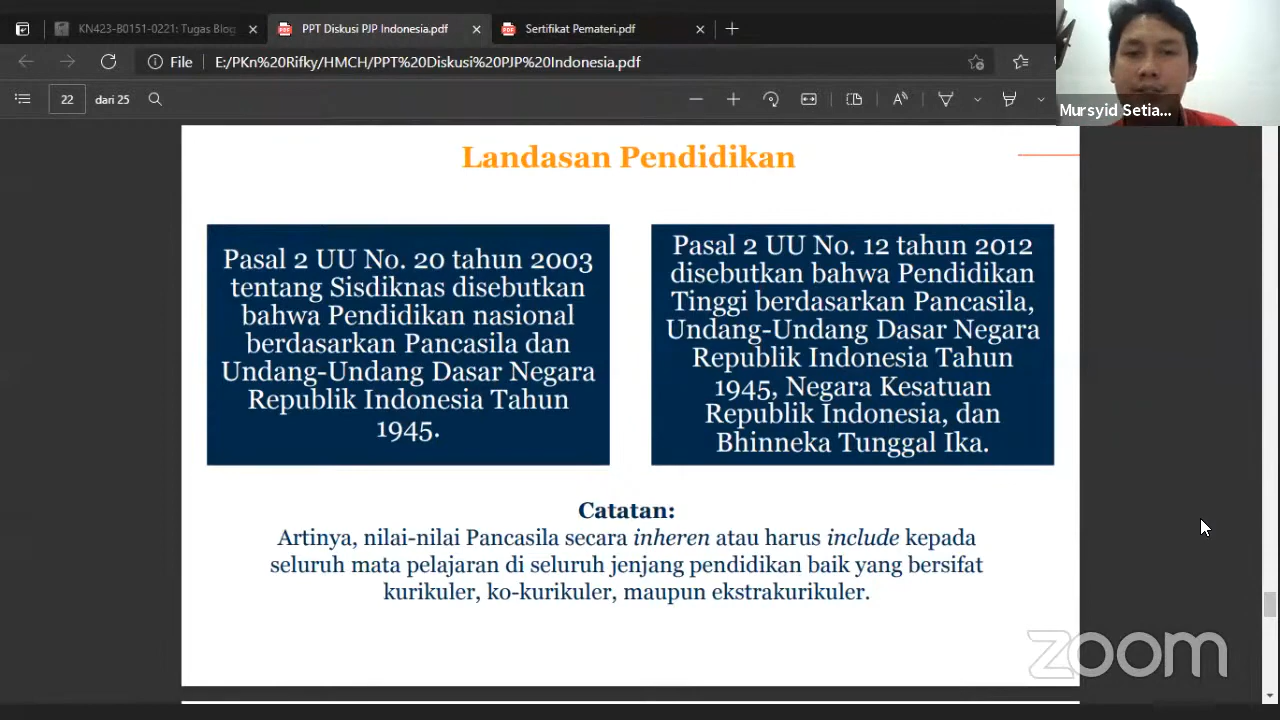 KN423-B0151-0221: Tugas Blog
PPT Diskusi PJP Indonesia.pdf
Sertifikat Pemateri.pdf
File
E:/PKn%20Rifky/HMCH/PPT%20Diskusi%20PJP%20Indonesia.pdf
22 dari 25
Mursyid Setia...
Landasan Pendidikan
Pasal 2 UU No. 20 tahun 2003
tentang Sisdiknas disebutkan
bahwa Pendidikan nasional
berdasarkan Pancasila dan
Undang-Undang Dasar Negara
Republik Indonesia Tahun
1945.
Pasal 2 UU No. 12 tahun 2012
disebutkan bahwa Pendidikan
Tinggi berdasarkan Pancasila,
Undang-Undang Dasar Negara
Republik Indonesia Tahun
1945, Negara Kesatuan
Republik Indonesia, dan
Bhinneka Tunggal Ika.
Catatan:
Artinya, nilai-nilai Pancasila secara inheren atau harus include kepada
seluruh mata pelajaran di seluruh jenjang pendidikan baik yang bersifat
kurikuler, ko-kurikuler, maupun ekstrakurikuler.
zoom